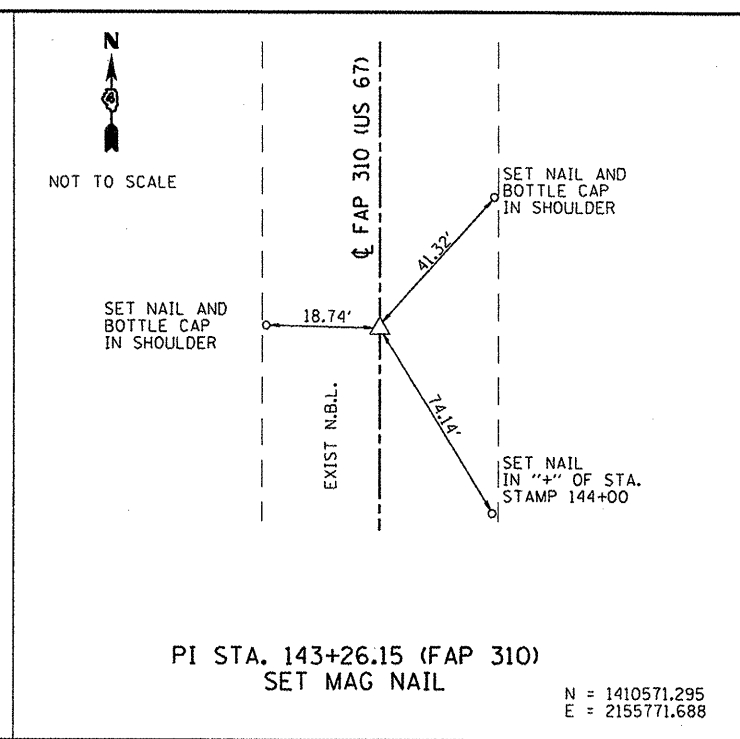 N
4
NOT TO SCALE
℄ FAP 310 (US 67)
SET NAIL AND
BOTTLE CAP
IN SHOULDER
41.32'
SET NAIL AND
BOTTLE CAP
IN SHOULDER
18.74'
EXIST N.B.L.
74.14'
SET NAIL
IN "+" OF STA.
STAMP 144+00
PI STA. 143+26.15 (FAP 310)
SET MAG NAIL
N = 1410571.295
E = 2155771.688